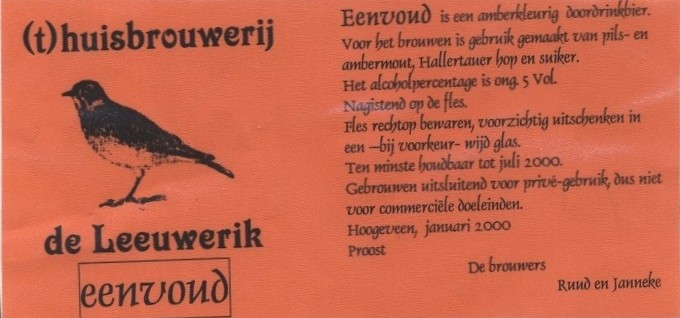 (t)huisbrouwerij
de Leeuwerik
eenvoud
Eenvoud is een amberkleurig doordrinkbier.
Voor het brouwen is gebruik gemaakt van pils- en
ambermout, Hallertauer hop en suiker.
Het alcoholpercentage is ong. 5 Vol.
Nagistend op de fles.
Fles rechtop bewaren, voorzichtig uitschenken in
een –bij voorkeur- wijd glas.
Ten minste houdbaar tot juli 2000.
Gebrouwen uitsluitend voor privé-gebruik, dus niet
voor commerciële doeleinden.
Hoogeveen, januari 2000
Proost
De brouwers
Ruud en Janneke